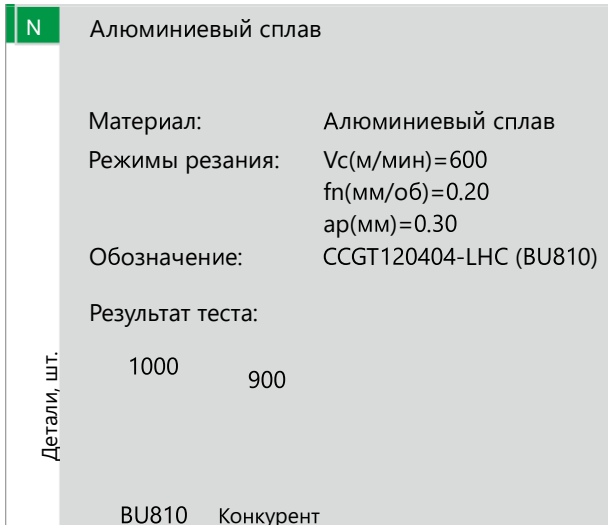 N
Алюминиевый сплав
Материал: Алюминиевый сплав
Режимы резания: Vc(м/мин)=600
fn(мм/об)=0.20
ap(мм)=0.30
Обозначение: CCGT120404-LHC (BU810)
Результат теста:
Детали, шт.
1000
900
BU810 Конкурент